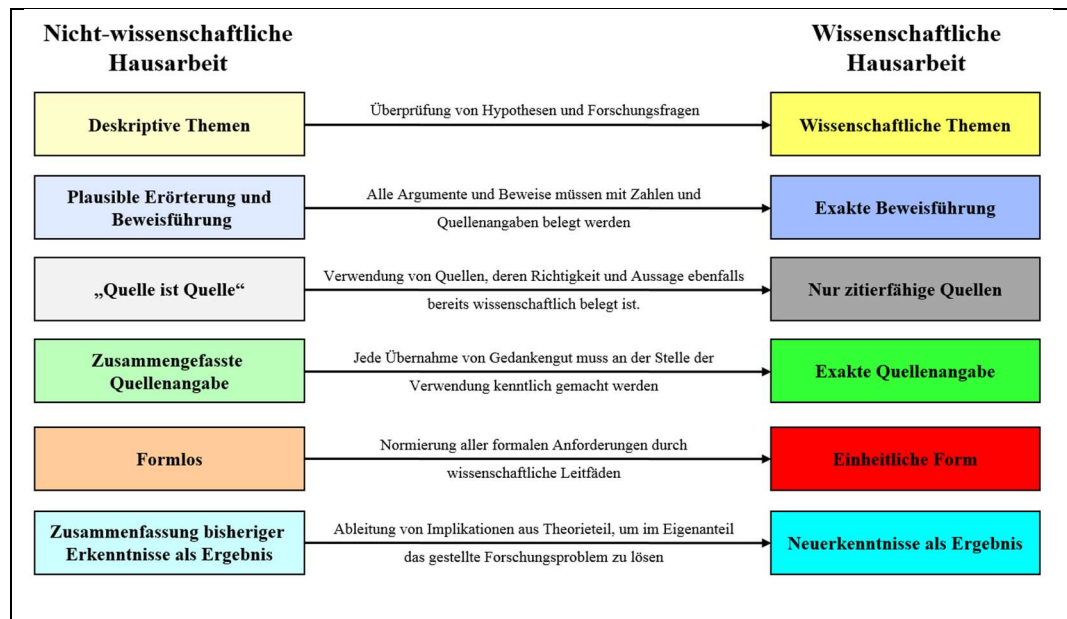 Nicht-wissenschaftliche
Hausarbeit
Wissenschaftliche
Hausarbeit
Deskriptive Themen
Überprüfung von Hypothesen und Forschungsfragen
Wissenschaftliche Themen
Plausible Erörterung und
Beweisführung
Alle Argumente und Beweise müssen mit Zahlen und
Quellenangaben belegt werden
Exakte Beweisführung
„Quelle ist Quelle“
Verwendung von Quellen, deren Richtigkeit und Aussage ebenfalls
bereits wissenschaftlich belegt ist.
Nur zitierfähige Quellen
Zusammengefasste
Quellenangabe
Jede Übernahme von Gedankengut muss an der Stelle der
Verwendung kenntlich gemacht werden
Exakte Quellenangabe
Formlos
Normierung aller formalen Anforderungen durch
wissenschaftliche Leitfäden
Einheitliche Form
Zusammenfassung bisheriger
Erkenntnisse als Ergebnis
Ableitung von Implikationen aus Theorieteil, um im Eigenanteil
das gestellte Forschungsproblem zu lösen
Neuerkenntnisse als Ergebnis